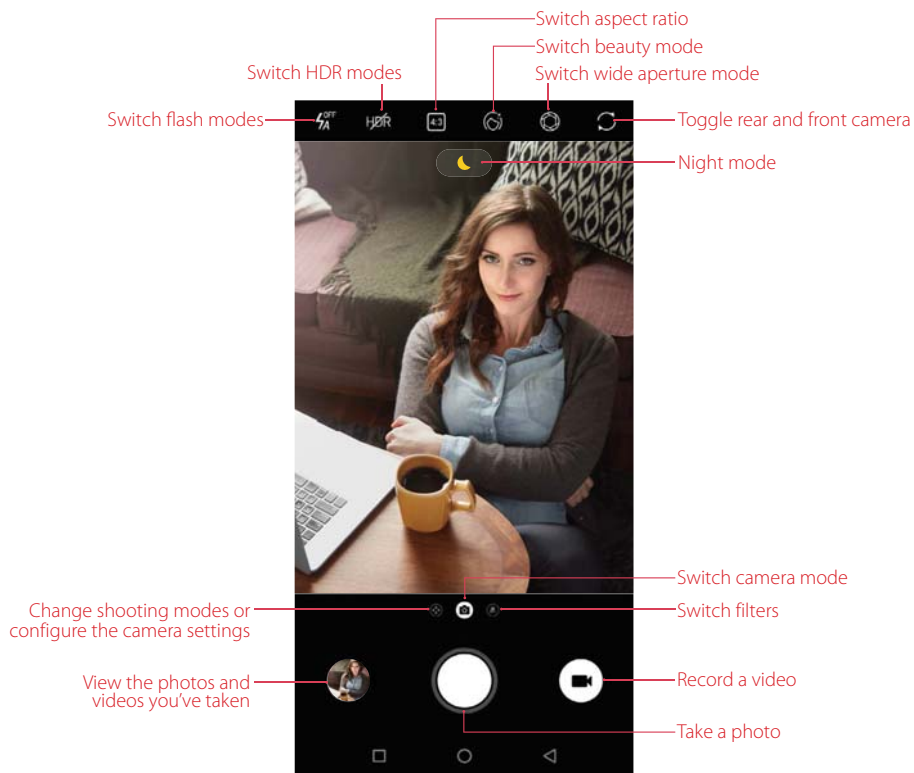 Switch aspect ratio
Switch beauty mode
Switch HDR modes
Switch wide aperture mode
Switch flash modes
OFF
A
HDR
4:3
Toggle rear and front camera
Night mode
Switch camera mode
Change shooting modes or
configure the camera settings
Switch filters
View the photos and
videos you've taken
Record a video
Take a photo